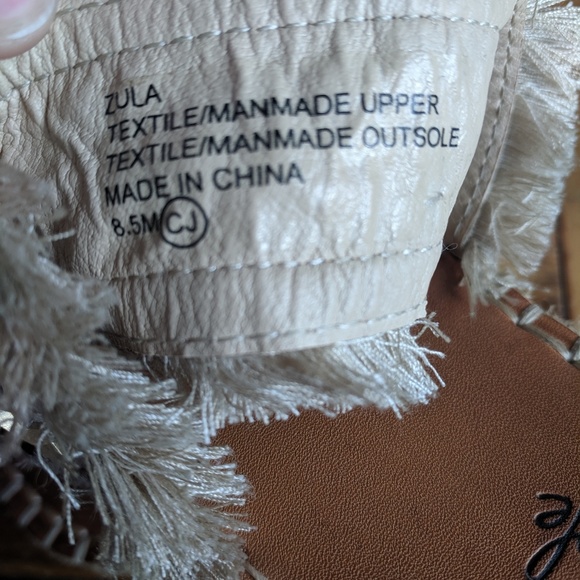 ZULA
TEXTILE/MANMADE UPPER
TEXTILE/MANMADE OUTSOLE
MADE IN CHINA
8.5M CJ